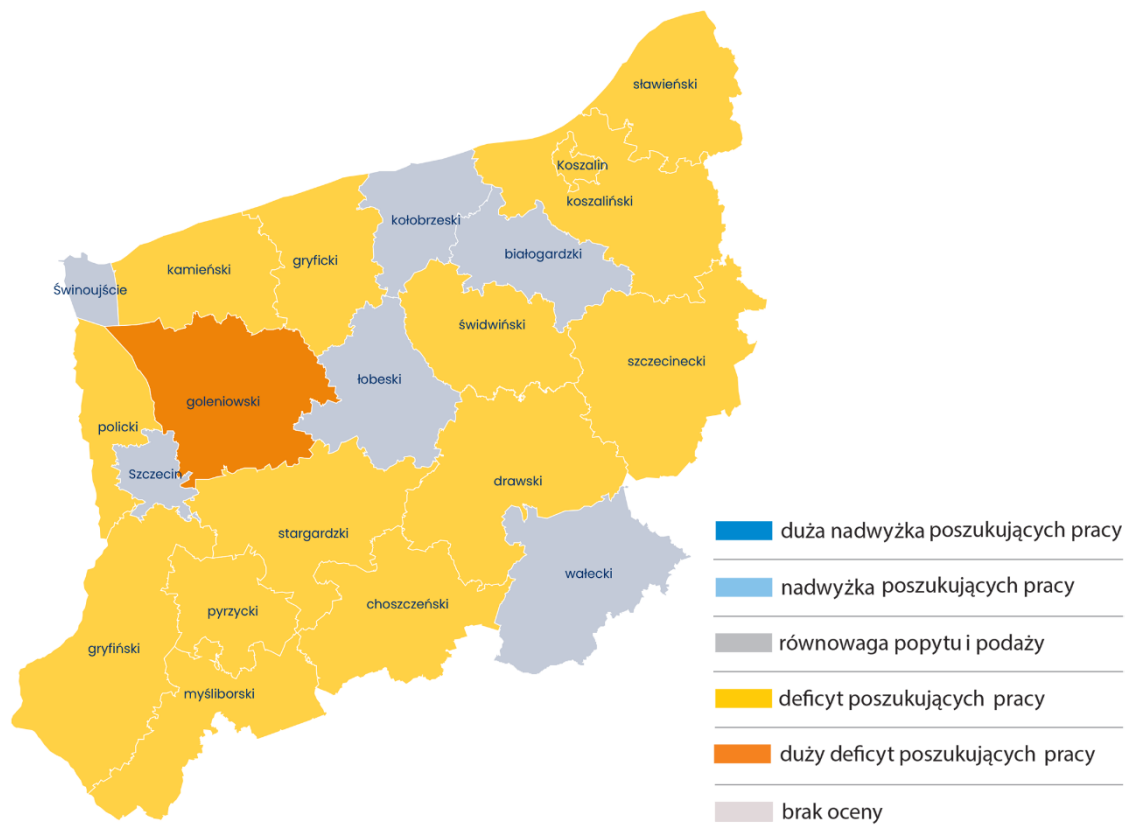 sławieński
Koszalin
koszaliński
kołobrzeski
białogardzki
gryficki
kamieński
Świnoujście
świdwiński
szczecinecki
łobeski
goleniowski
policki
Szczecin
drawski
stargardzki
wałecki
choszczeński
pyrzycki
gryfiński
myśliborski
duża nadwyżka poszukujących pracy
nadwyżka poszukujących pracy
równowaga popytu i podaży
deficyt poszukujących pracy
duży deficyt poszukujących pracy
brak oceny